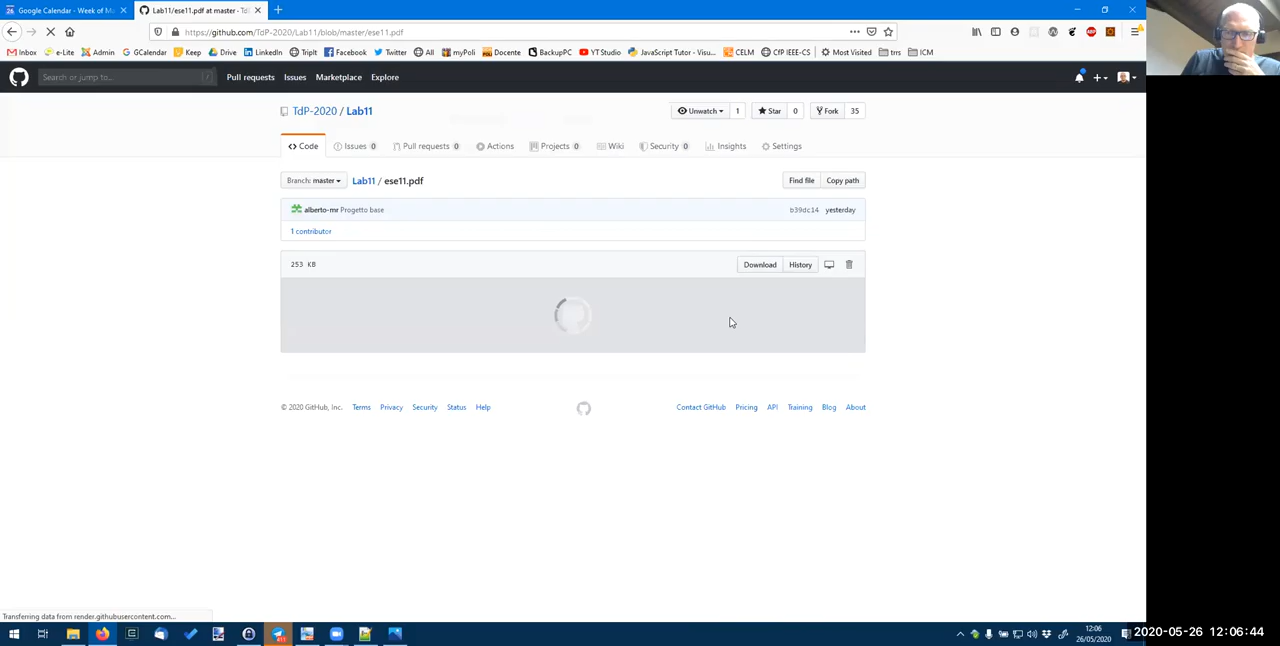 Google Calendar - Week of M
Lab11/ese11.pdf at master · Td
https://github.com/TdP-2020/Lab11/blob/master/ese11.pdf
Inbox e-Lite Admin GCalendar Keep Drive LinkedIn TripIt Facebook Twitter All myPoli Docente BackupPC YT Studio JavaScript Tutor - Visu... CELM CfP IEEE-CS Most Visited trrs ICM
Search or jump to... / Pull requests Issues Marketplace Explore
TdP-2020 / Lab11 Unwatch 1 Star 0 Fork 35
Code Issues 0 Pull requests 0 Actions Projects 0 Wiki Security 0 Insights Settings
Branch: master Lab11 / ese11.pdf Find file Copy path
alberto-mr Progetto base b39dc14 yesterday
1 contributor
253 KB Download History
© 2020 GitHub, Inc. Terms Privacy Security Status Help Contact GitHub Pricing API Training Blog About
Transferring data from render.githubusercontent.com...
12:06
26/05/2020
2020-05-26 12:06:44